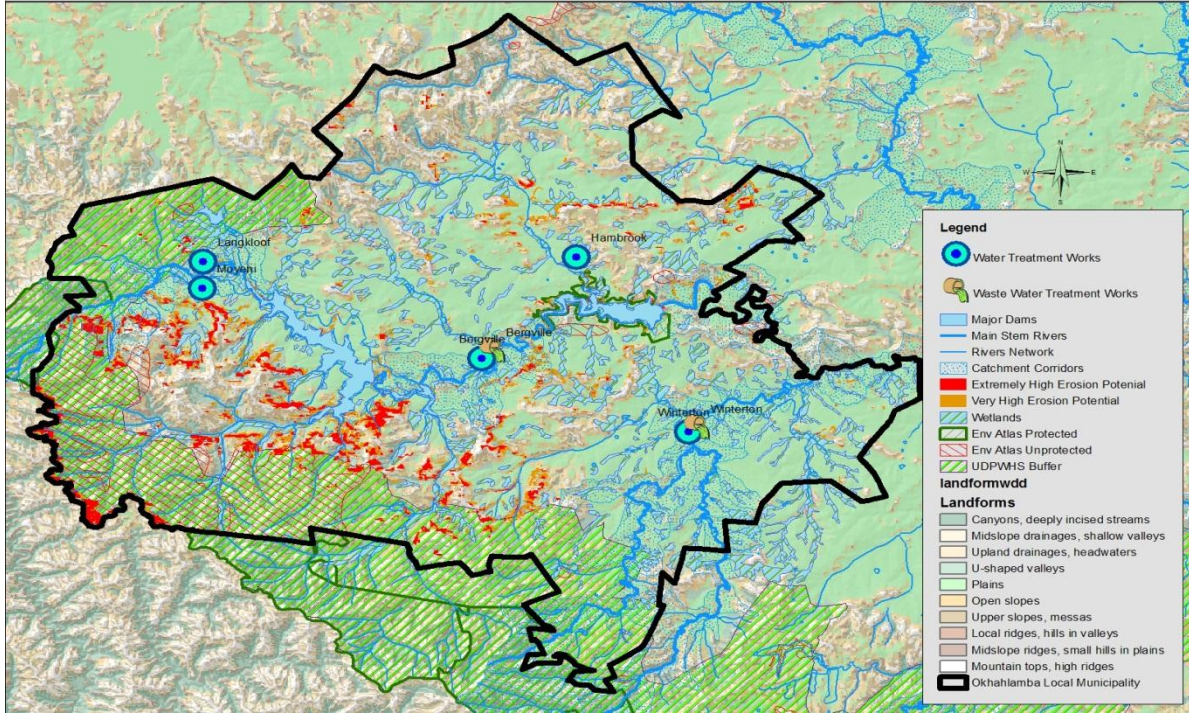 Langkloof
Moyeni
Hambrook
Bergville
Bergville
Winterton
Winterton
N
W
E
S
Legend
Water Treatment Works
Waste Water Treatment Works
Major Dams
Main Stem Rivers
Rivers Network
Catchment Corridors
Extremely High Erosion Potenial
Very High Erosion Potential
Wetlands
Env Atlas Protected
Env Atlas Unprotected
UDPWHS Buffer
landformwdd
Landforms
Canyons, deeply incised streams
Midslope drainages, shallow valleys
Upland drainages, headwaters
U-shaped valleys
Plains
Open slopes
Upper slopes, messas
Local ridges, hills in valleys
Midslope ridges, small hills in plains
Mountain tops, high ridges
Okhahlamba Local Municipality